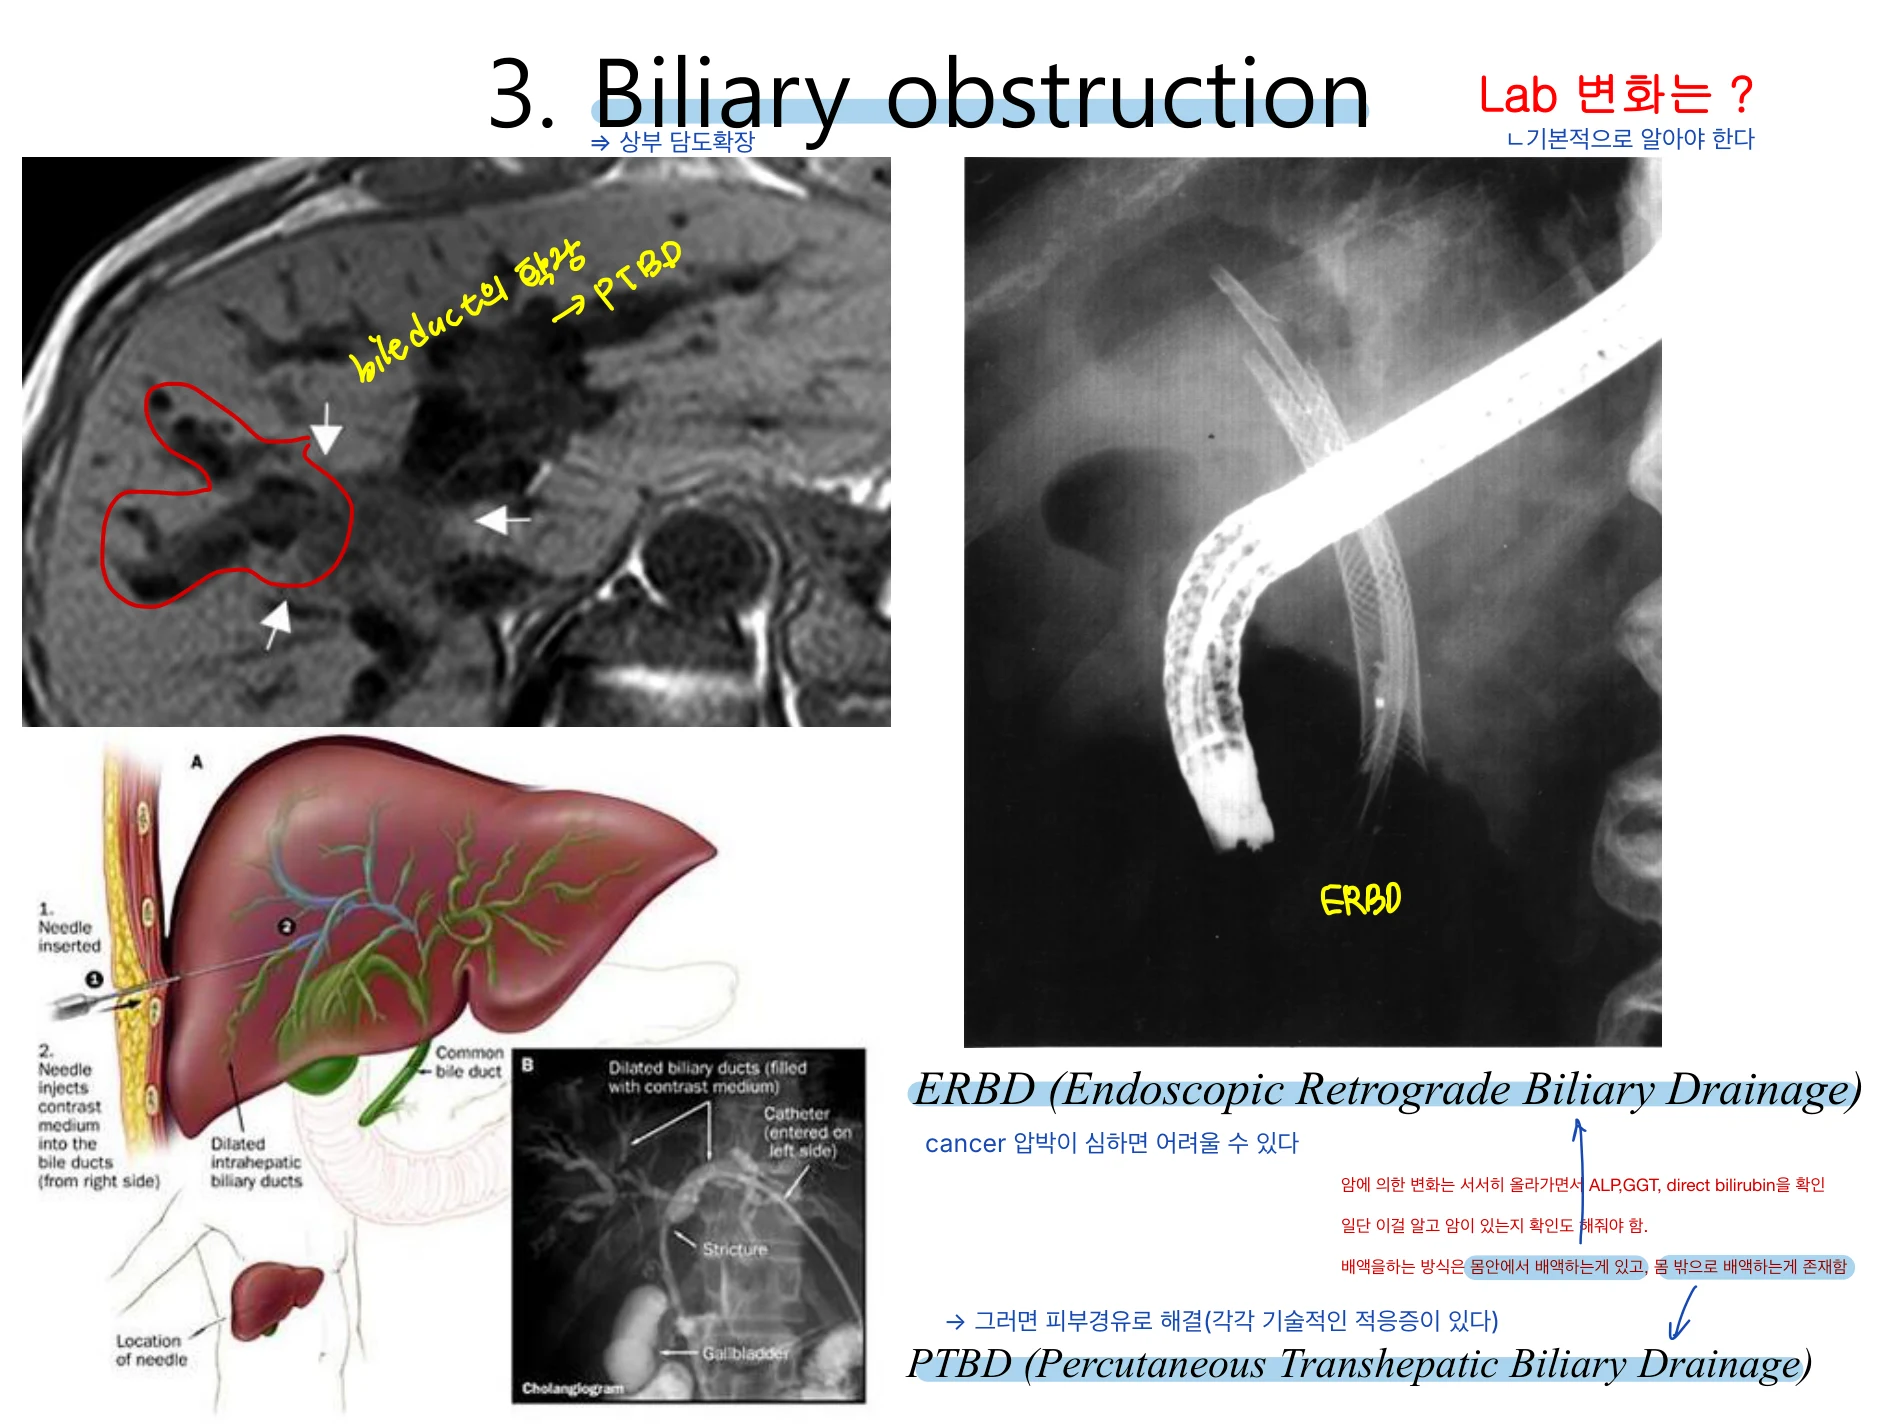 3. Biliary obstruction
Lab 변화는 ?
⇒ 상부 담도확장
ㄴ기본적으로 알아야 한다
bile duct의 확장
→ PTBD
ERBD
A
1.
Needle
inserted
1
2
2.
Needle
injects
contrast
medium
into the
bile ducts
(from right side)
Dilated
intrahepatic
biliary ducts
Common
bile duct
Location
of needle
B
Dilated biliary ducts (filled
with contrast medium)
Catheter
(entered on
left side)
Stricture
Gallbladder
Cholangiogram
ERBD (Endoscopic Retrograde Biliary Drainage)
cancer 압박이 심하면 어려울 수 있다
암에 의한 변화는 서서히 올라가면서 ALP,GGT, direct bilirubin을 확인
일단 이걸 알고 암이 있는지 확인도 해줘야 함.
배액을하는 방식은 몸안에서 배액하는게 있고, 몸 밖으로 배액하는게 존재함
→ 그러면 피부경유로 해결(각각 기술적인 적응증이 있다)
PTBD (Percutaneous Transhepatic Biliary Drainage)